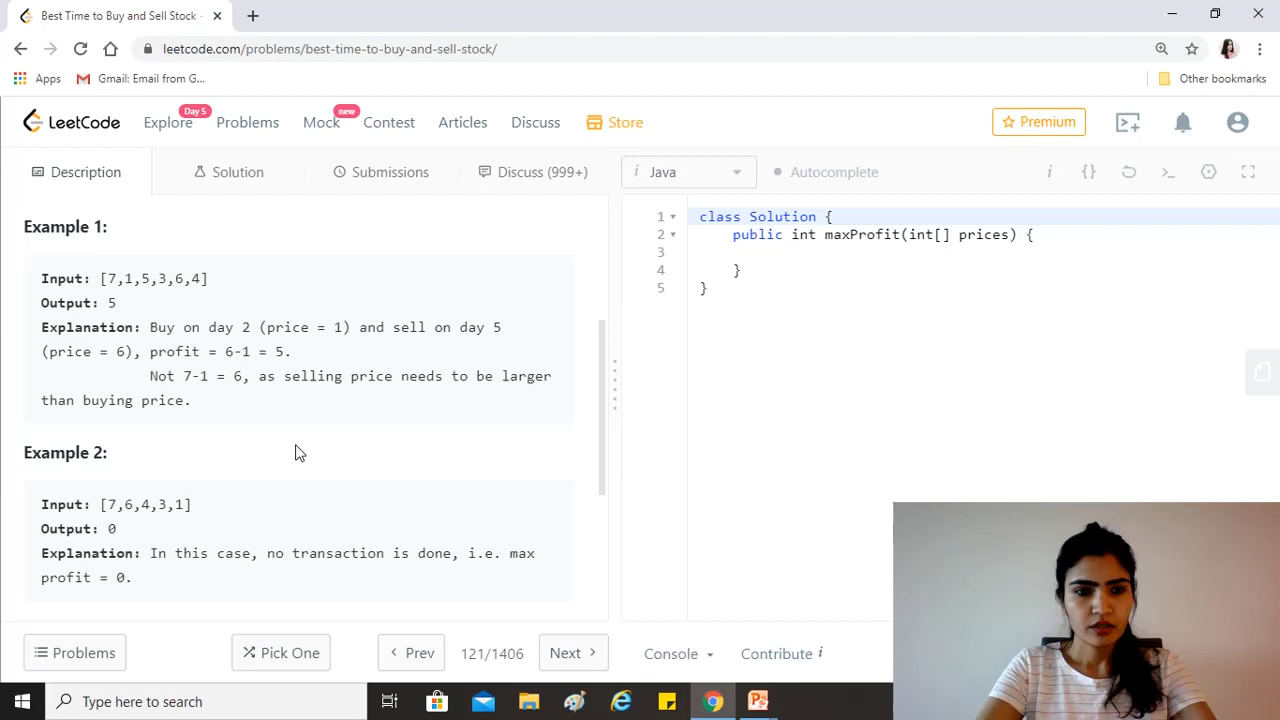 Best Time to Buy and Sell Stock -
leetcode.com/problems/best-time-to-buy-and-sell-stock/
Apps Gmail: Email from G... Other bookmarks
LeetCode Explore Day 5 Problems Mock new Contest Articles Discuss Store Premium
Description Solution Submissions Discuss (999+) i Java Autocomplete i {}
Example 1:
Input: [7,1,5,3,6,4]
Output: 5
Explanation: Buy on day 2 (price = 1) and sell on day 5
(price = 6), profit = 6-1 = 5.
Not 7-1 = 6, as selling price needs to be larger
than buying price.
Example 2:
Input: [7,6,4,3,1]
Output: 0
Explanation: In this case, no transaction is done, i.e. max
profit = 0.
1 class Solution {
2 public int maxProfit(int[] prices) {
3
4 }
5 }
Problems Pick One Prev 121/1406 Next Console Contribute i
Type here to search